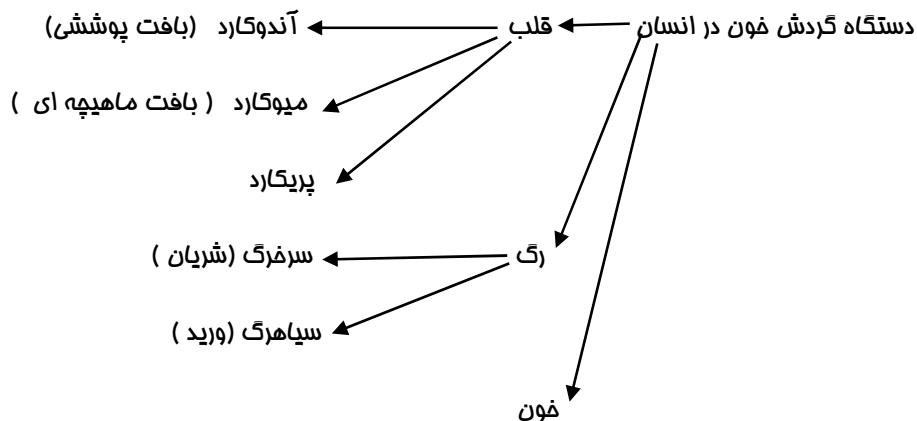 دستگاه گردش خون در انسان قلب آندوکارد (بافت پوششی)
میوکارد ( بافت ماهیچه ای )
پریکارد
رگ سرخرگ (شریان )
سیاهرگ (ورید )
خون